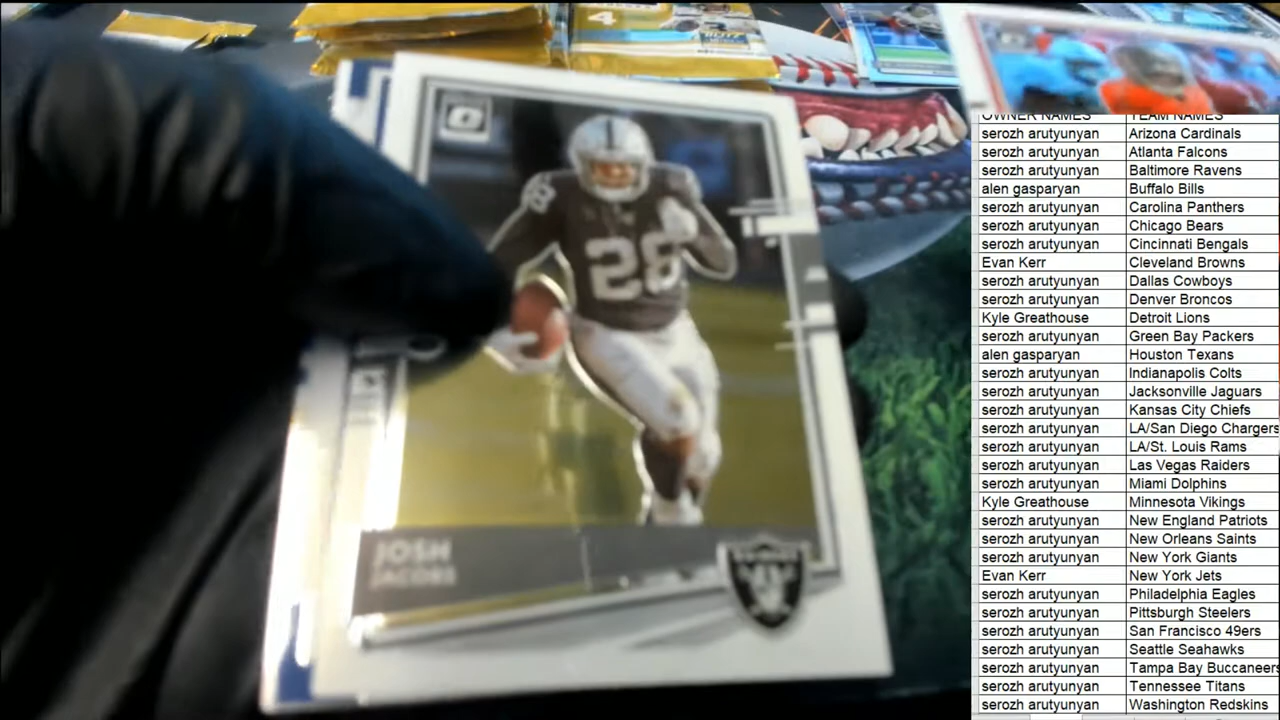 4
28
28
JOSH
OWNER NAMES TEAM NAMES
serozh arutyunyan Arizona Cardinals
serozh arutyunyan Atlanta Falcons
serozh arutyunyan Baltimore Ravens
alen gasparyan Buffalo Bills
serozh arutyunyan Carolina Panthers
serozh arutyunyan Chicago Bears
serozh arutyunyan Cincinnati Bengals
Evan Kerr Cleveland Browns
serozh arutyunyan Dallas Cowboys
serozh arutyunyan Denver Broncos
Kyle Greathouse Detroit Lions
serozh arutyunyan Green Bay Packers
alen gasparyan Houston Texans
serozh arutyunyan Indianapolis Colts
serozh arutyunyan Jacksonville Jaguars
serozh arutyunyan Kansas City Chiefs
serozh arutyunyan LA/San Diego Chargers
serozh arutyunyan LA/St. Louis Rams
serozh arutyunyan Las Vegas Raiders
serozh arutyunyan Miami Dolphins
Kyle Greathouse Minnesota Vikings
serozh arutyunyan New England Patriots
serozh arutyunyan New Orleans Saints
serozh arutyunyan New York Giants
Evan Kerr New York Jets
serozh arutyunyan Philadelphia Eagles
serozh arutyunyan Pittsburgh Steelers
serozh arutyunyan San Francisco 49ers
serozh arutyunyan Seattle Seahawks
serozh arutyunyan Tampa Bay Buccaneers
serozh arutyunyan Tennessee Titans
serozh arutyunyan Washington Redskins